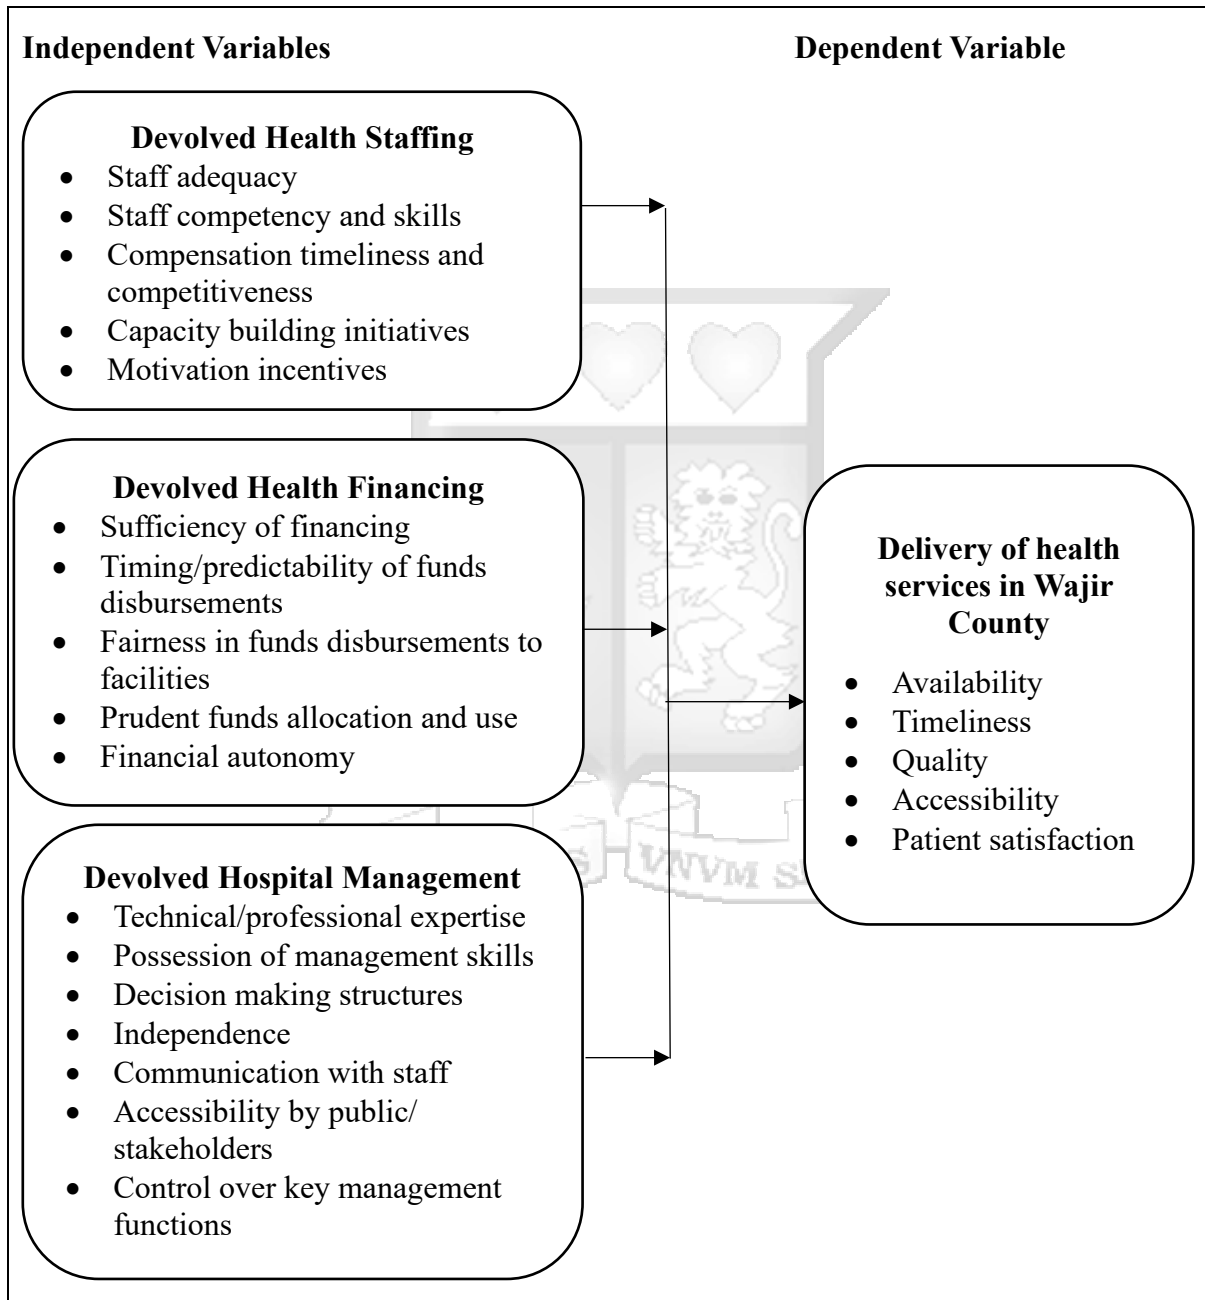 Independent Variables
Dependent Variable
Devolved Health Staffing
• Staff adequacy
• Staff competency and skills
• Compensation timeliness and
competitiveness
• Capacity building initiatives
• Motivation incentives
Devolved Health Financing
• Sufficiency of financing
• Timing/predictability of funds
disbursements
• Fairness in funds disbursements to
facilities
• Prudent funds allocation and use
• Financial autonomy
Devolved Hospital Management
• Technical/professional expertise
• Possession of management skills
• Decision making structures
• Independence
• Communication with staff
• Accessibility by public/
stakeholders
• Control over key management
functions
Delivery of health
services in Wajir
County
• Availability
• Timeliness
• Quality
• Accessibility
• Patient satisfaction
VNVM